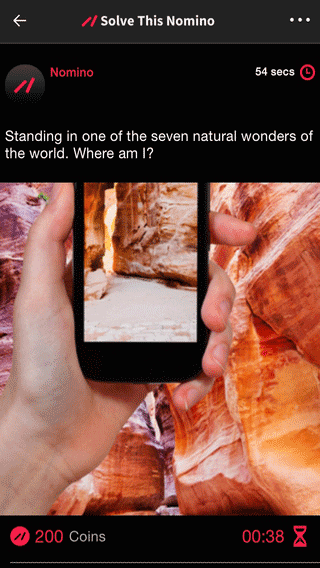 Solve This Nomino
Nomino
54 secs
Standing in one of the seven natural wonders of
the world. Where am I?
200 Coins
00:38